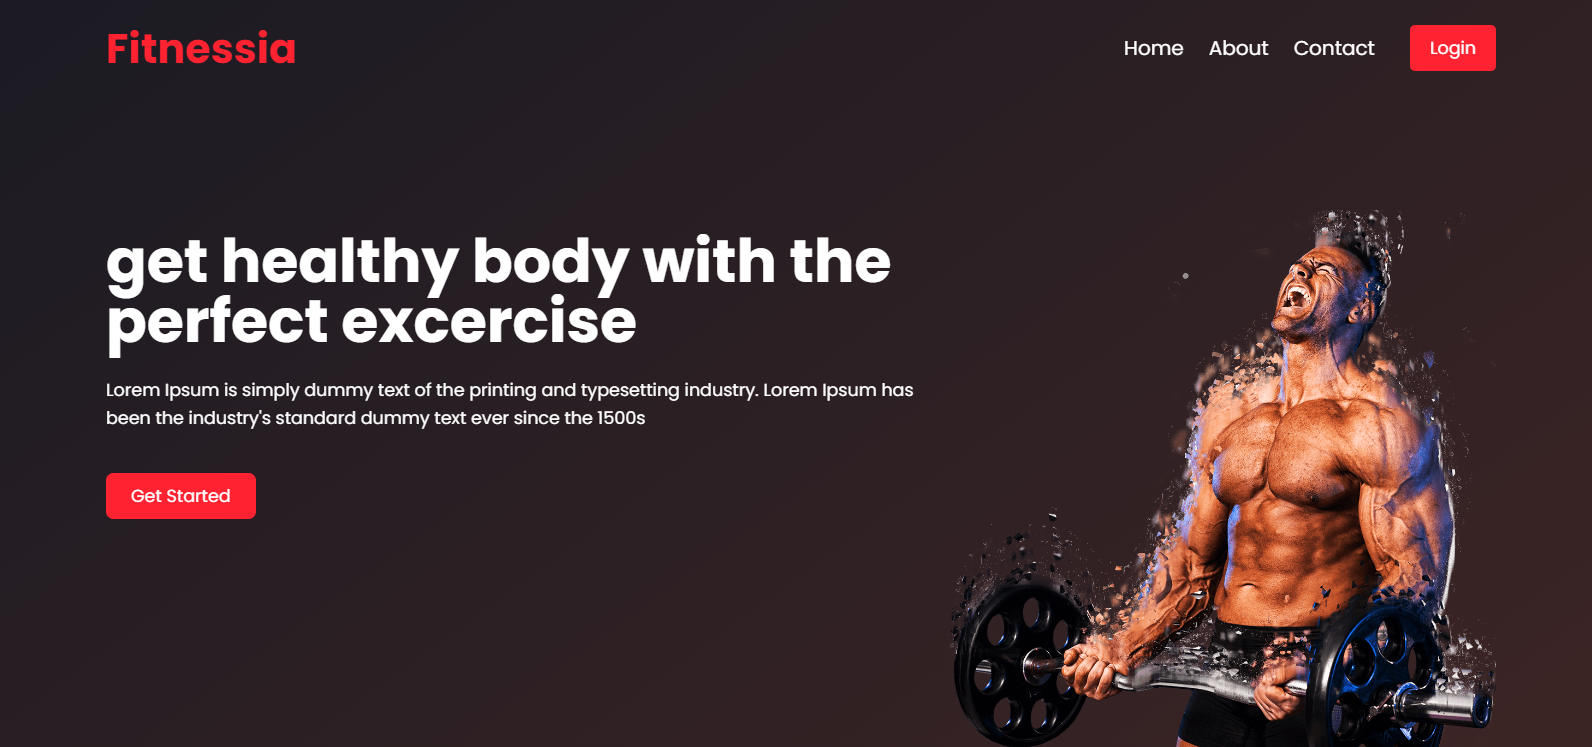 Fitnessia
Home About Contact Login
get healthy body with the
perfect excercise
Lorem Ipsum is simply dummy text of the printing and typesetting industry. Lorem Ipsum has
been the industry's standard dummy text ever since the 1500s
Get Started